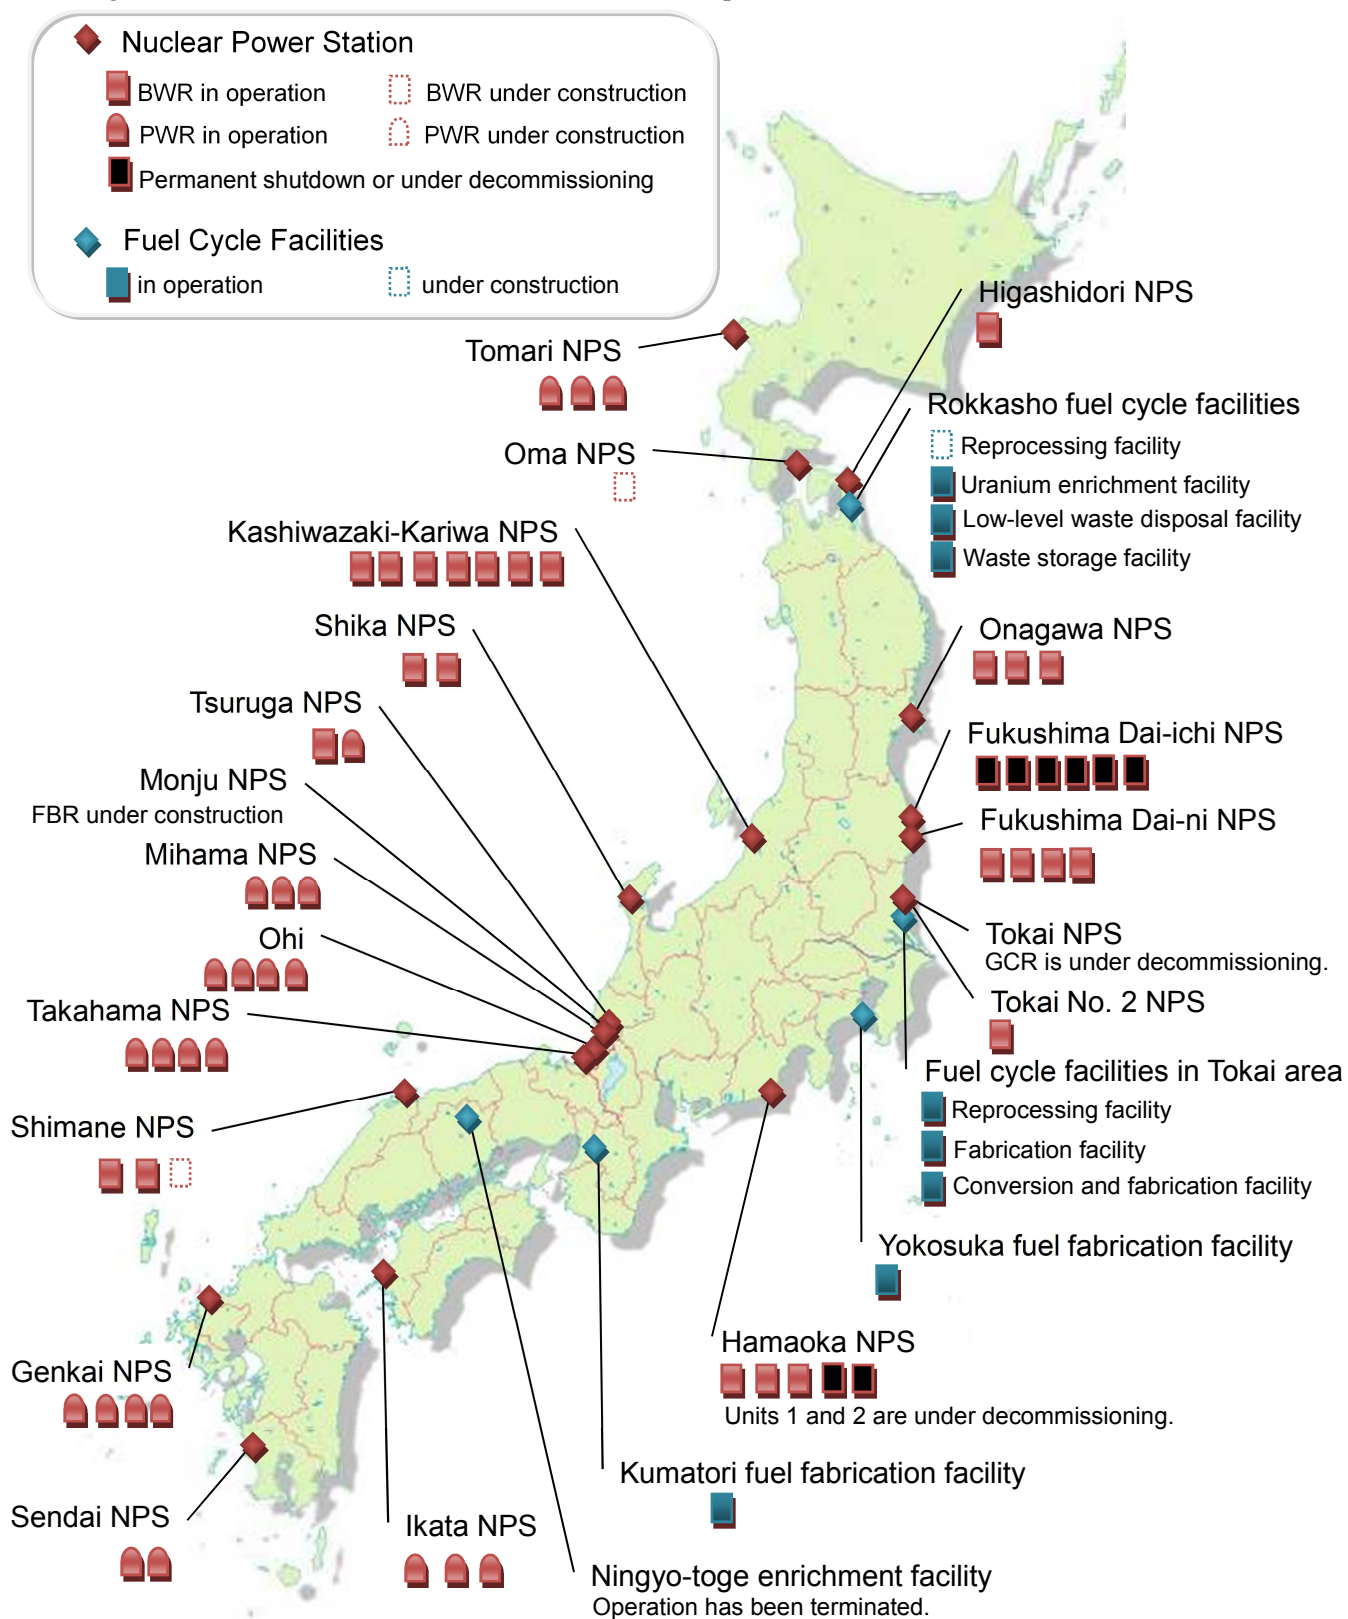 Nuclear Power Station
BWR in operation
BWR under construction
PWR in operation
PWR under construction
Permanent shutdown or under decommissioning
Fuel Cycle Facilities
in operation
under construction
Higashidori NPS
Tomari NPS
Rokkasho fuel cycle facilities
Reprocessing facility
Uranium enrichment facility
Low-level waste disposal facility
Waste storage facility
Oma NPS
Kashiwazaki-Kariwa NPS
Shika NPS
Onagawa NPS
Tsuruga NPS
Fukushima Dai-ichi NPS
Monju NPS
FBR under construction
Fukushima Dai-ni NPS
Mihama NPS
Ohi
Tokai NPS
GCR is under decommissioning.
Takahama NPS
Tokai No. 2 NPS
Fuel cycle facilities in Tokai area
Reprocessing facility
Fabrication facility
Conversion and fabrication facility
Shimane NPS
Yokosuka fuel fabrication facility
Hamaoka NPS
Units 1 and 2 are under decommissioning.
Genkai NPS
Kumatori fuel fabrication facility
Sendai NPS
Ikata NPS
Ningyo-toge enrichment facility
Operation has been terminated.